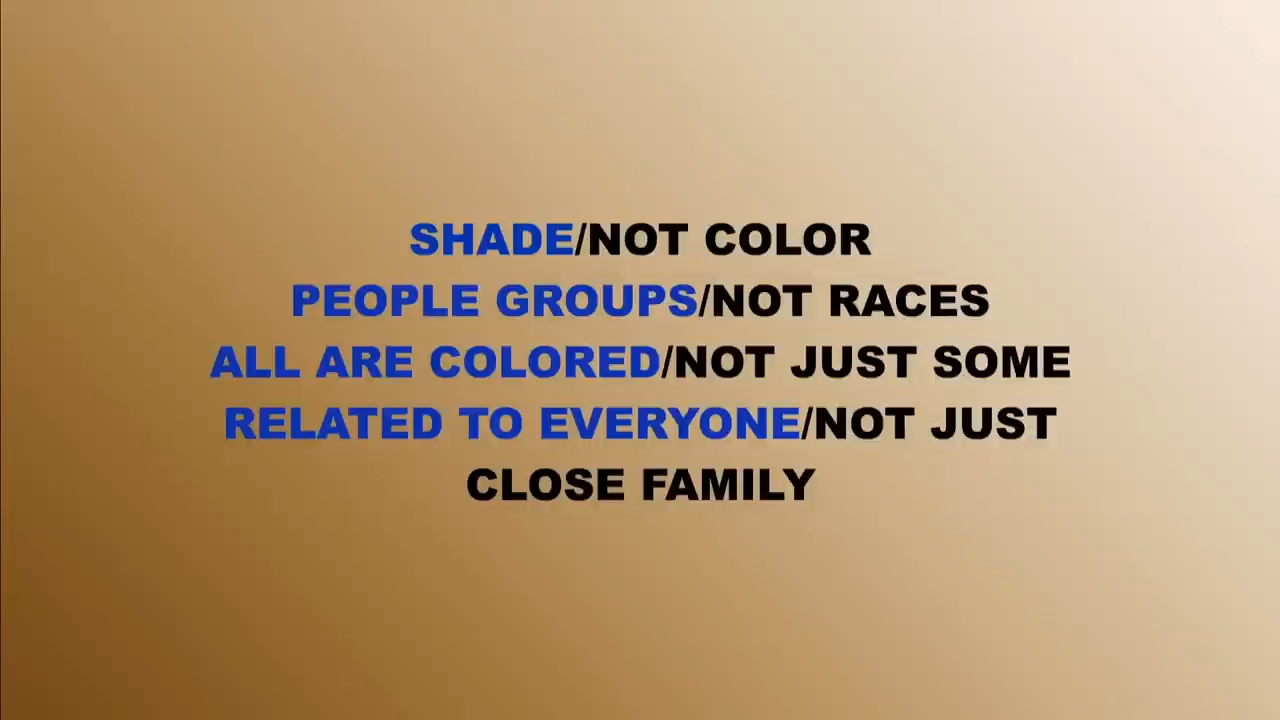 SHADE/NOT COLOR
PEOPLE GROUPS/NOT RACES
ALL ARE COLORED/NOT JUST SOME
RELATED TO EVERYONE/NOT JUST
CLOSE FAMILY